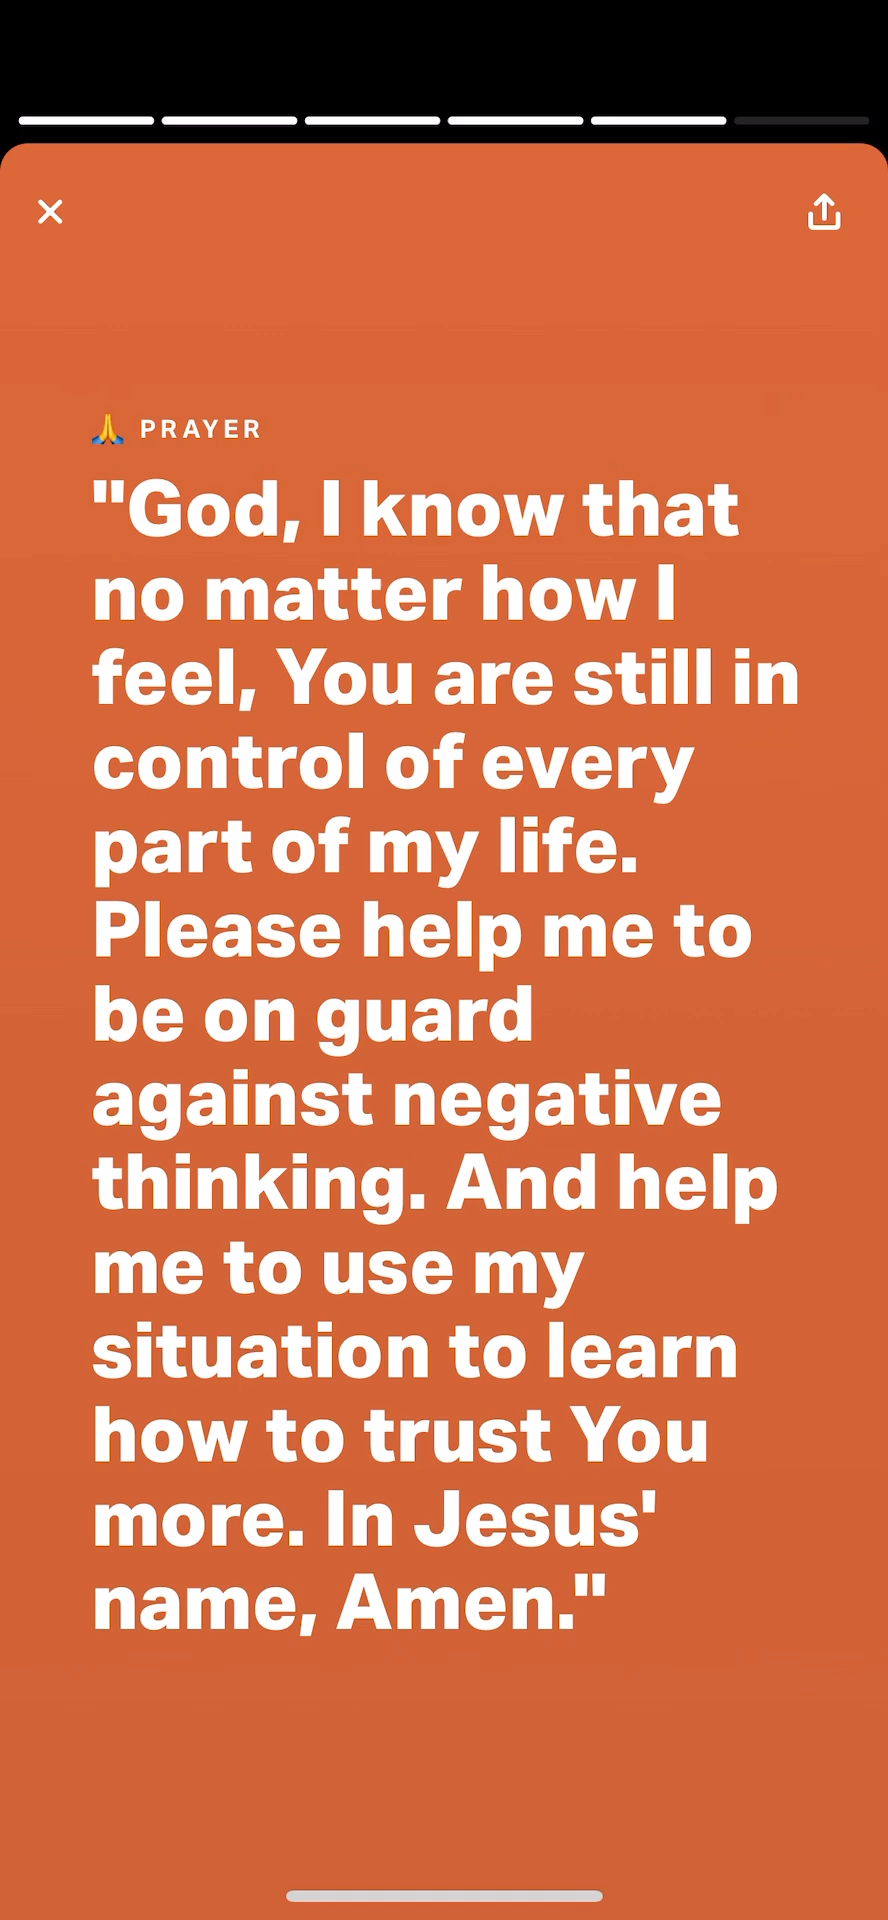 🙏 PRAYER
"God, I know that
no matter how I
feel, You are still in
control of every
part of my life.
Please help me to
be on guard
against negative
thinking. And help
me to use my
situation to learn
how to trust You
more. In Jesus'
name, Amen."